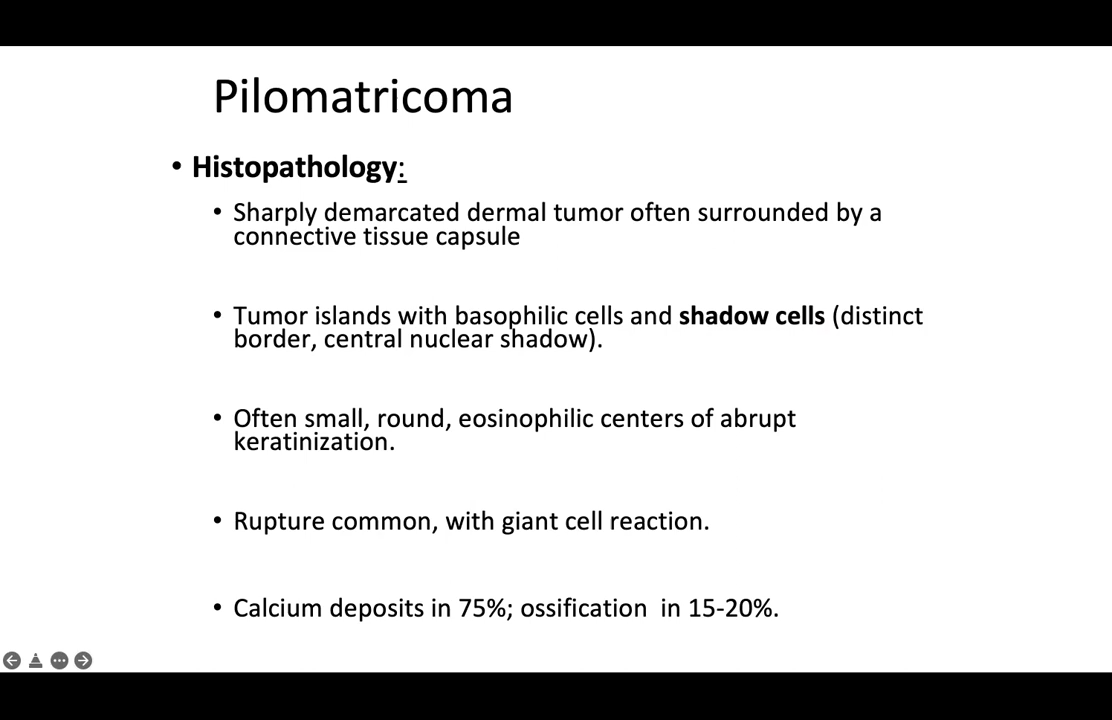 Pilomatricoma
• Histopathology:
• Sharply demarcated dermal tumor often surrounded by a
connective tissue capsule
• Tumor islands with basophilic cells and shadow cells (distinct
border, central nuclear shadow).
• Often small, round, eosinophilic centers of abrupt
keratinization.
• Rupture common, with giant cell reaction.
• Calcium deposits in 75%; ossification  in 15-20%.